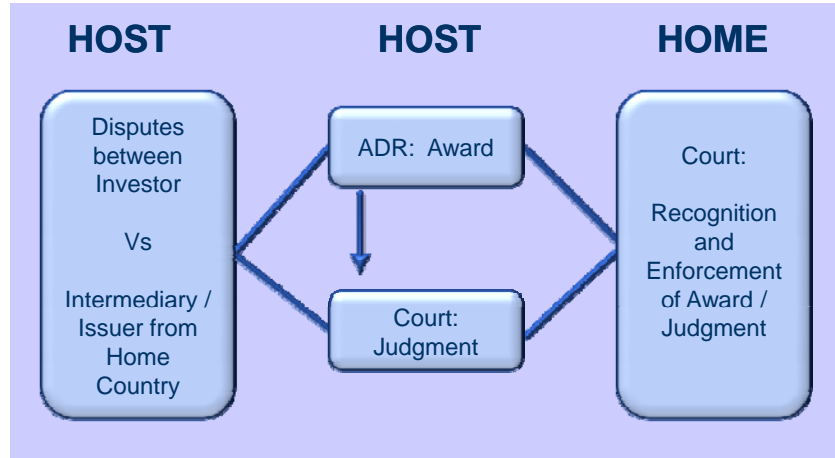 HOST
HOST
HOME
Disputes
between
Investor
Vs
Intermediary /
Issuer from
Home
Country
ADR: Award
Court:
Judgment
Court:
Recognition
and
Enforcement
of Award /
Judgment